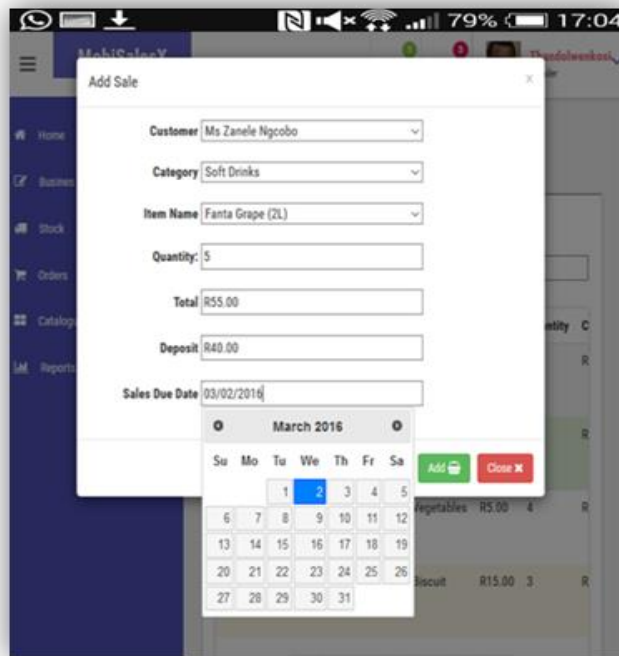 79% 17:04
MobiSalesX
Add Sale X
Customer Ms Zanele Ngcobo
Category Soft Drinks
Item Name Fanta Grape (2L)
Quantity: 5
Total R55.00
Deposit R40.00
Sales Due Date 03/02/2016
March 2016
Su Mo Tu We Th Fr Sa
1 2 3 4 5
6 7 8 9 10 11 12
13 14 15 16 17 18 19
20 21 22 23 24 25 26
27 28 29 30 31
Add Close X
Home
Busines
Stock
Orders
Catalog
Reports
ntity C
R
R
Vegetables R5.00 4 R
Biscuit R15.00 3 R